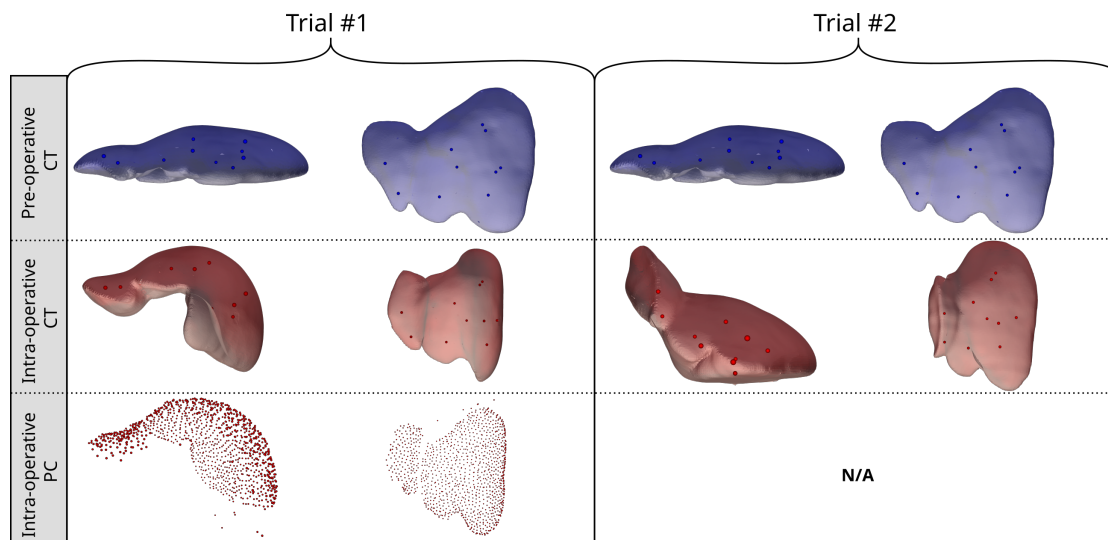 Trial #1
Trial #2
Pre-operative
CT
Intra-operative
CT
Intra-operative
PC
N/A